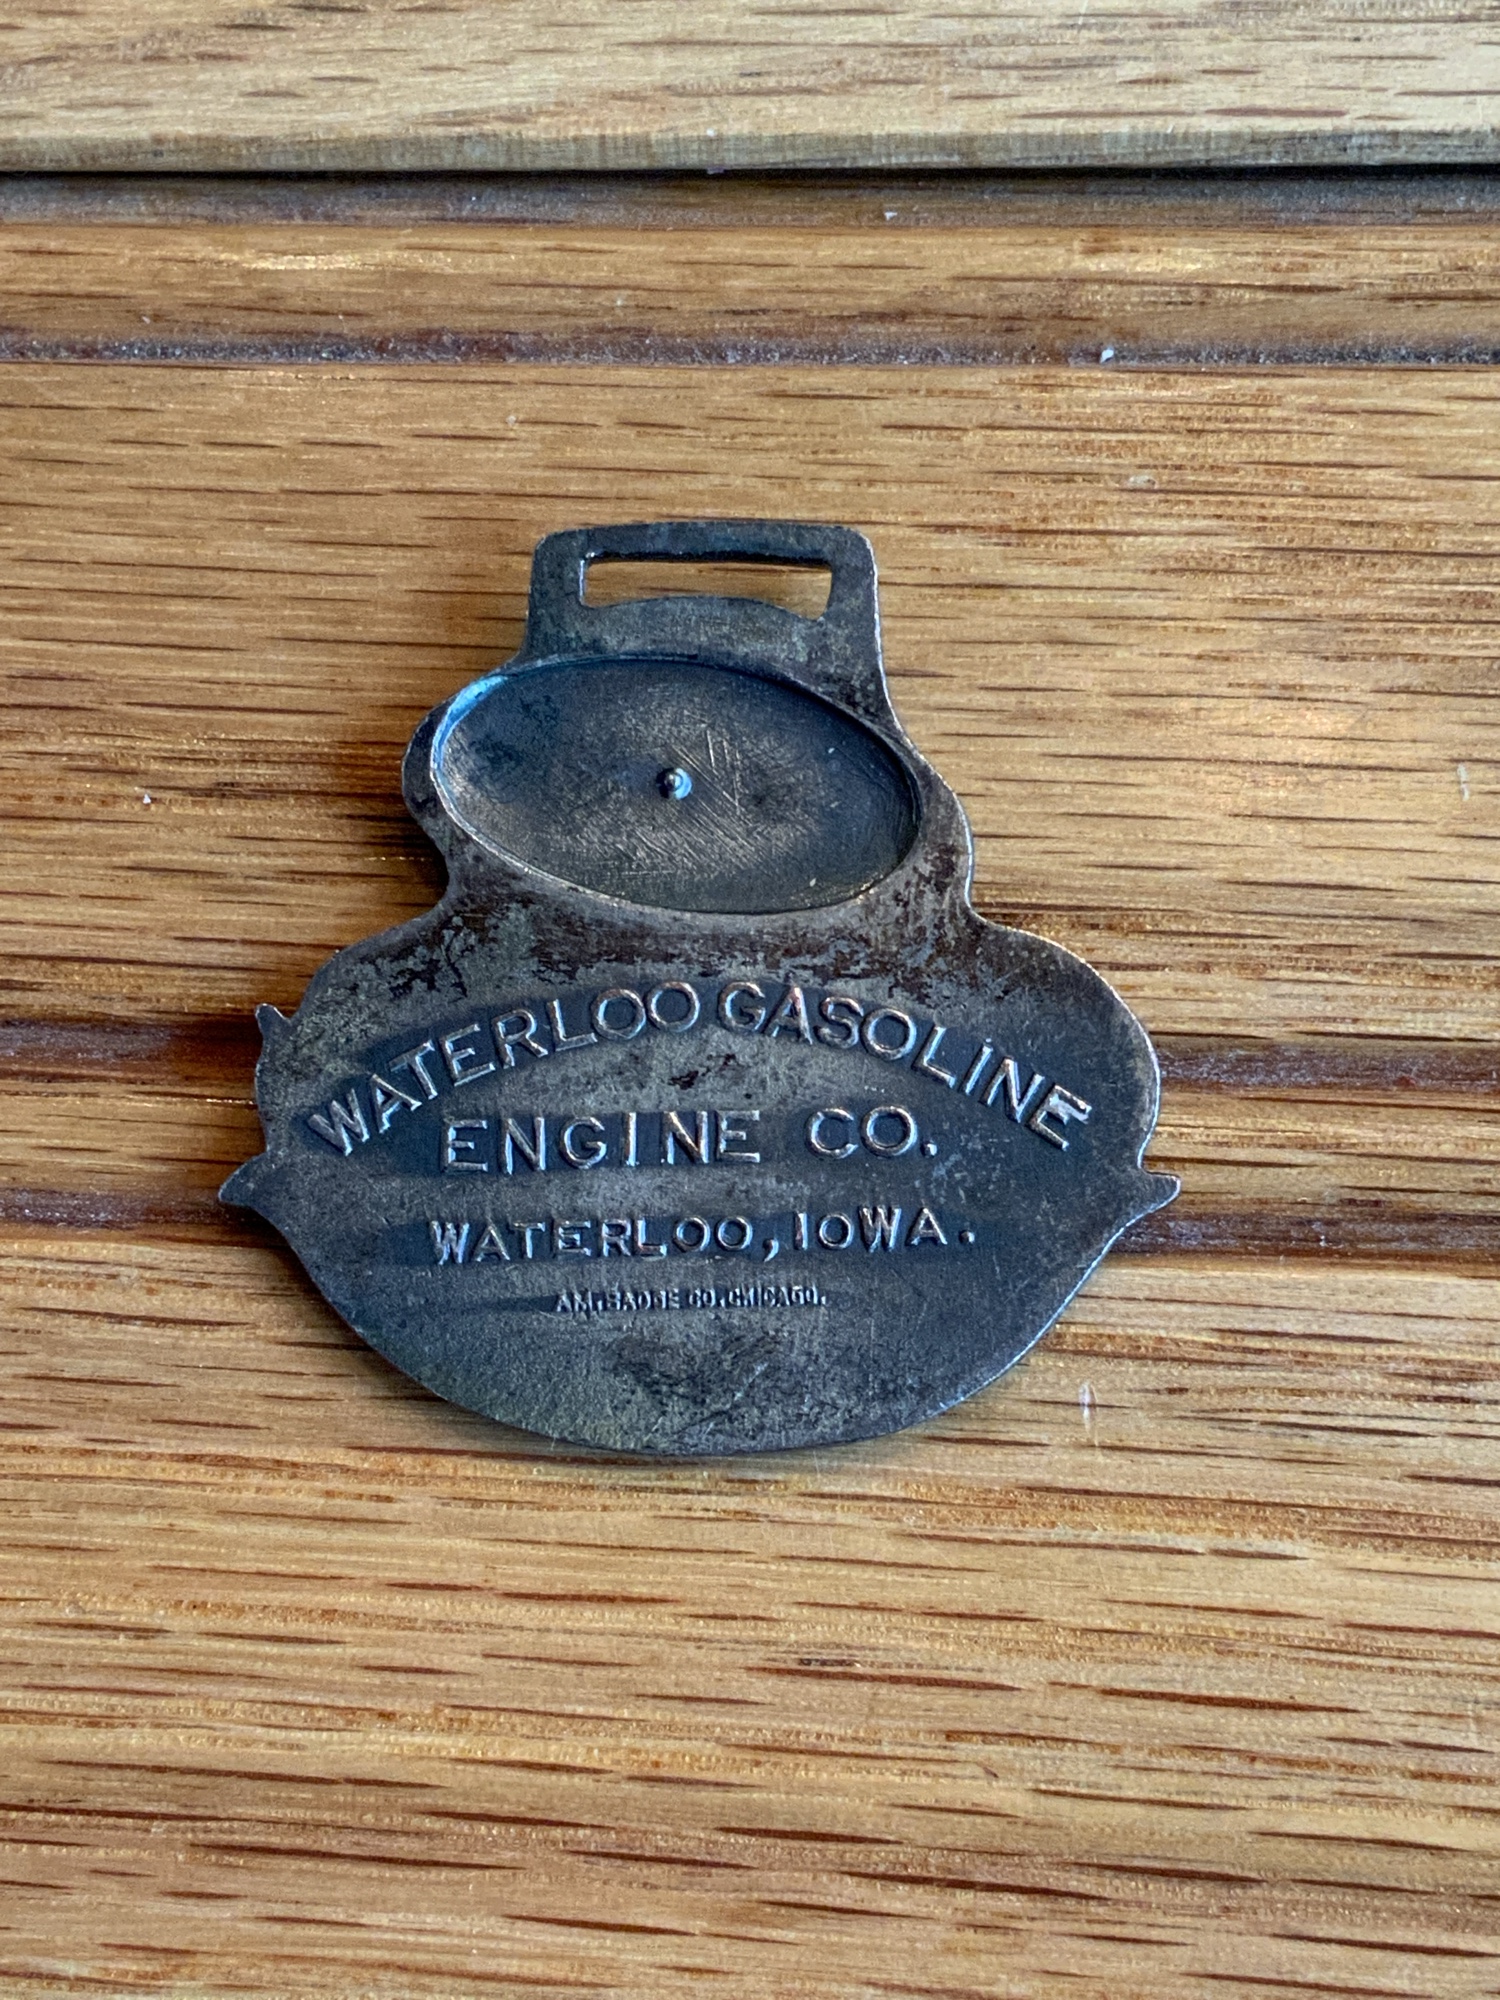 WATERLOO GASOLINE
ENGINE CO.
WATERLOO, IOWA.
AM. BADGE CO. CHICAGO.